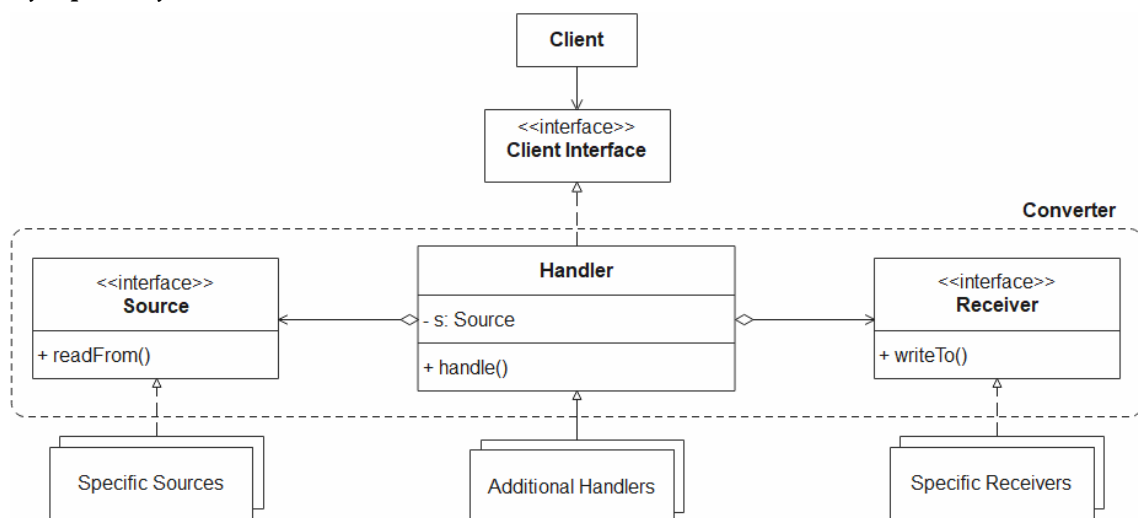 Client
<<interface>>
Client Interface
Converter
<<interface>>
Source
+ readFrom()
Handler
- s: Source
+ handle()
<<interface>>
Receiver
+ writeTo()
Specific Sources
Additional Handlers
Specific Receivers